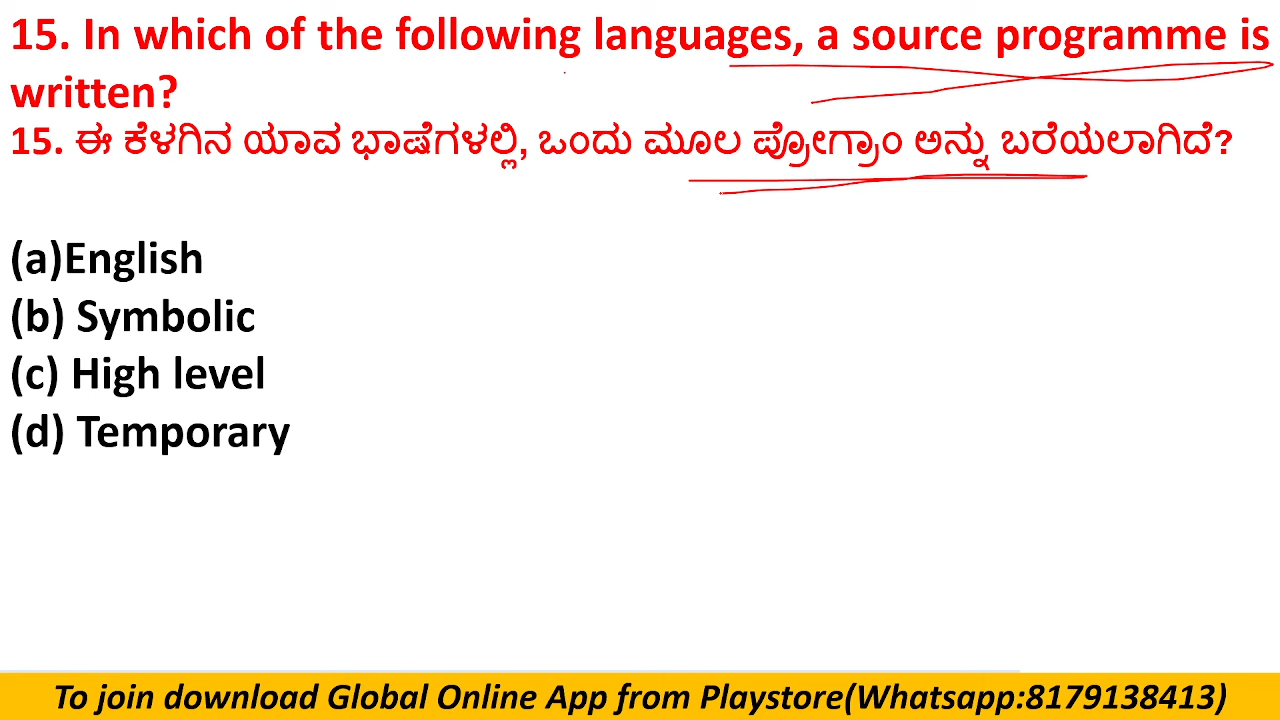 15. In which of the following languages, a source programme is
written?
15. ಈ ಕೆಳಗಿನ ಯಾವ ಭಾಷೆಗಳಲ್ಲಿ, ಒಂದು ಮೂಲ ಪ್ರೋಗ್ರಾಂ ಅನ್ನು ಬರೆಯಲಾಗಿದೆ?
(a)English
(b) Symbolic
(c) High level
(d) Temporary
To join download Global Online App from Playstore(Whatsapp:8179138413)